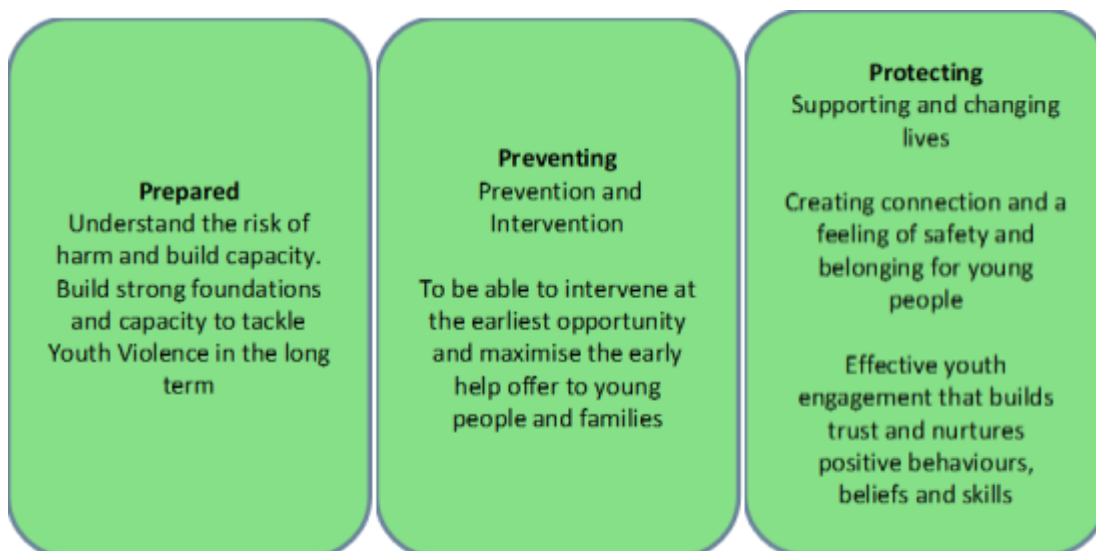 Prepared
Understand the risk of
harm and build capacity.
Build strong foundations
and capacity to tackle
Youth Violence in the long
term
Preventing
Prevention and
Intervention
To be able to intervene at
the earliest opportunity
and maximise the early
help offer to young
people and families
Protecting
Supporting and changing
lives
Creating connection and a
feeling of safety and
belonging for young
people
Effective youth
engagement that builds
trust and nurtures
positive behaviours,
beliefs and skills